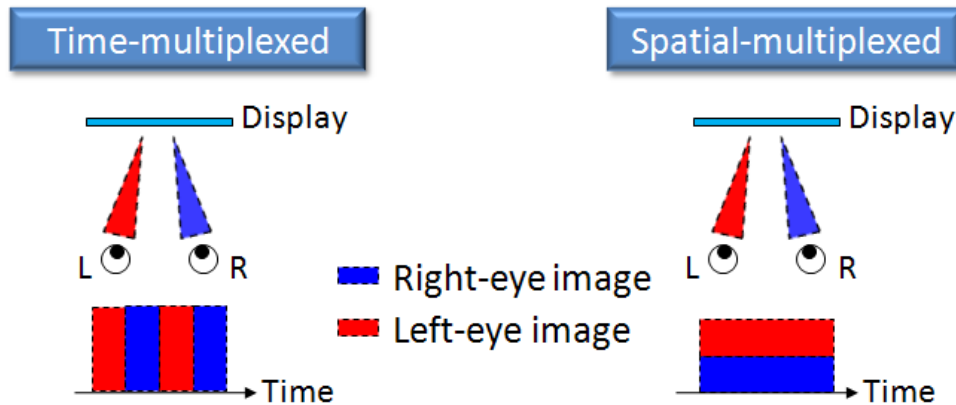 Time-multiplexed
Spatial-multiplexed
Display
Display
L
R
L
R
Right-eye image
Left-eye image
Time
Time